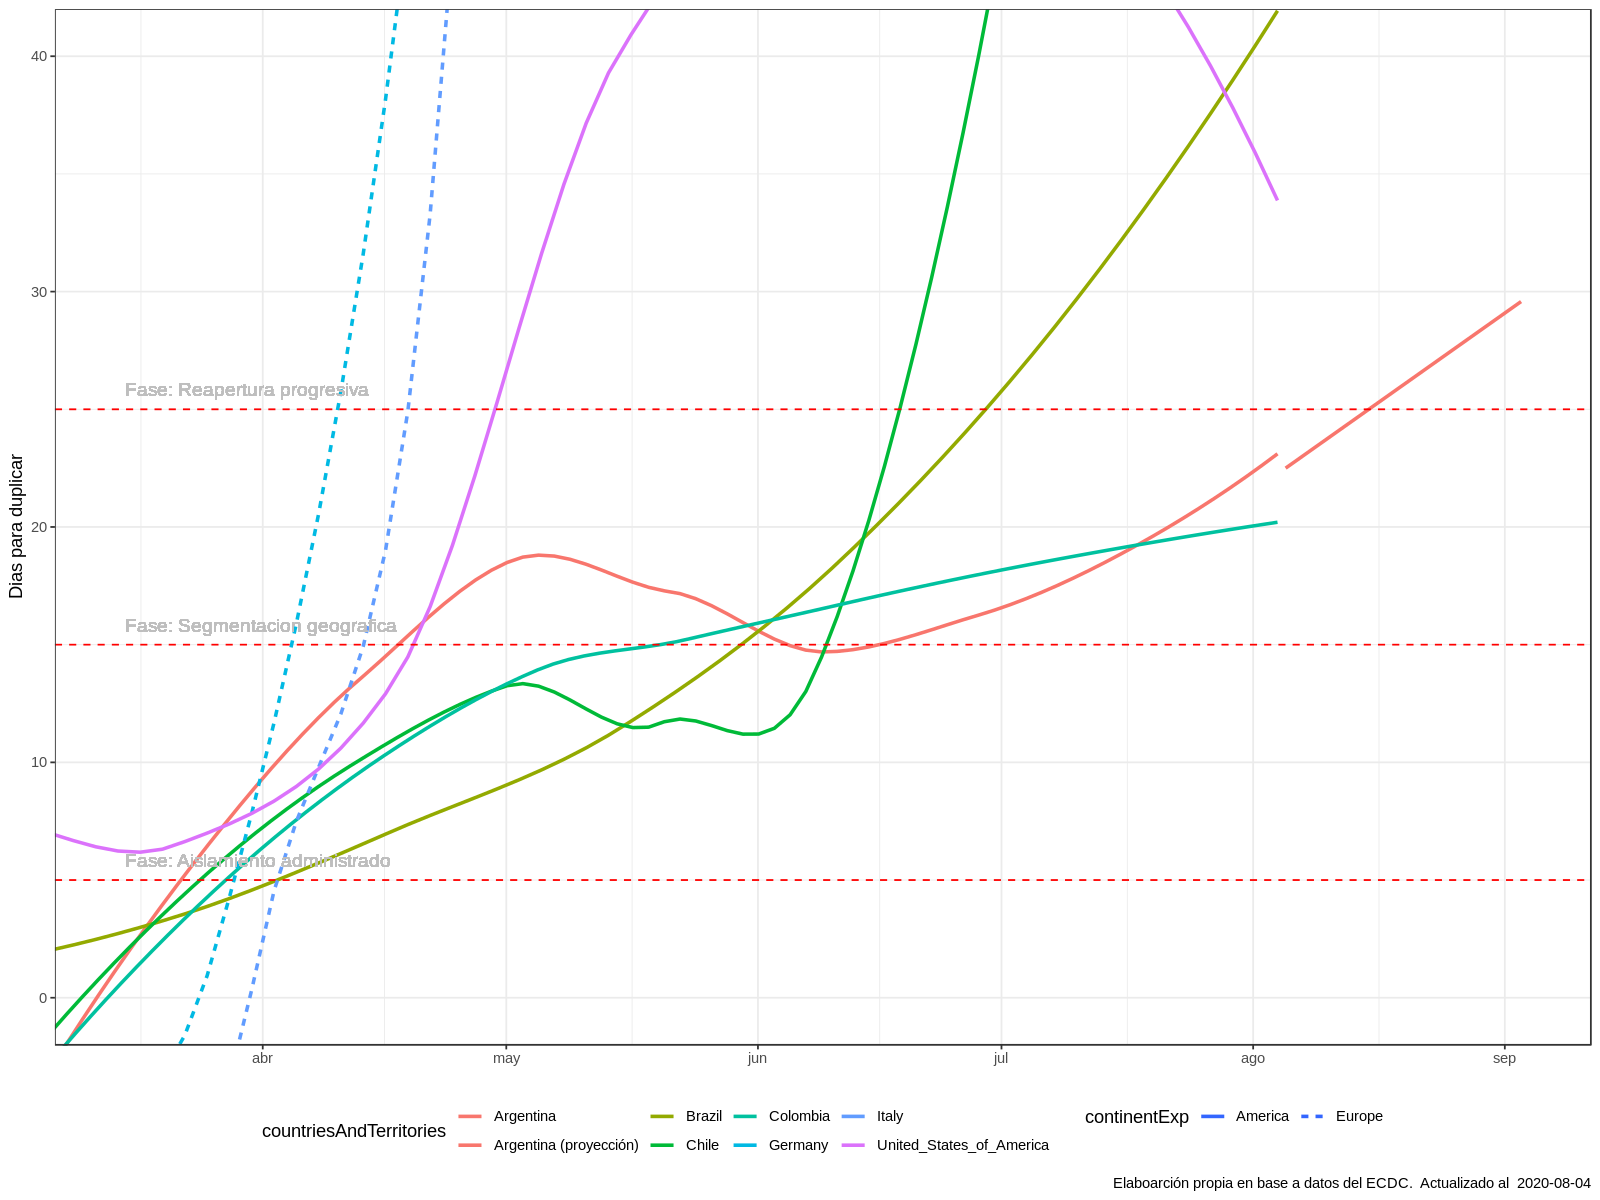 40
30
20
10
0
Dias para duplicar
Fase: Reapertura progresiva
Fase: Segmentacion geografica
Fase: Aislamiento administrado
abr may jun jul ago sep
countriesAndTerritories
Argentina Brazil Colombia Italy
Argentina (proyección) Chile Germany United_States_of_America
continentExp America Europe
Elaboarción propia en base a datos del ECDC. Actualizado al 2020-08-04